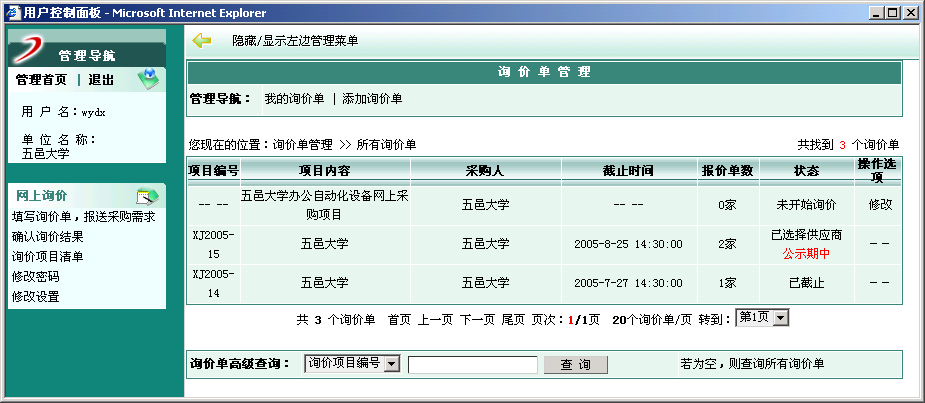 用户控制面板 - Microsoft Internet Explorer
管理导航
管理首页 | 退出
用 户 名：wydx
单 位 名 称：
五邑大学
网上询价
填写询价单，报送采购需求
确认询价结果
询价项目清单
修改密码
修改设置
隐藏/显示左边管理菜单
询 价 单 管 理
管理导航： 我的询价单 | 添加询价单
您现在的位置：询价单管理 >> 所有询价单 共找到 3 个询价单
项目编号 项目内容 采购人 截止时间 报价单数 状态 操作选项
-- -- 五邑大学办公自动化设备网上采购项目 五邑大学 -- -- 0家 未开始询价 修改
XJ2005-15 五邑大学 五邑大学 2005-8-25 14:30:00 2家 已选择供应商 公示期中 - -
XJ2005-14 五邑大学 五邑大学 2005-7-27 14:30:00 1家 已截止 - -
共 3 个询价单 首页 上一页 下一页 尾页 页次：1/1页 20个询价单/页 转到： 第1页
询价单高级查询： 询价项目编号 查 询 若为空，则查询所有询价单